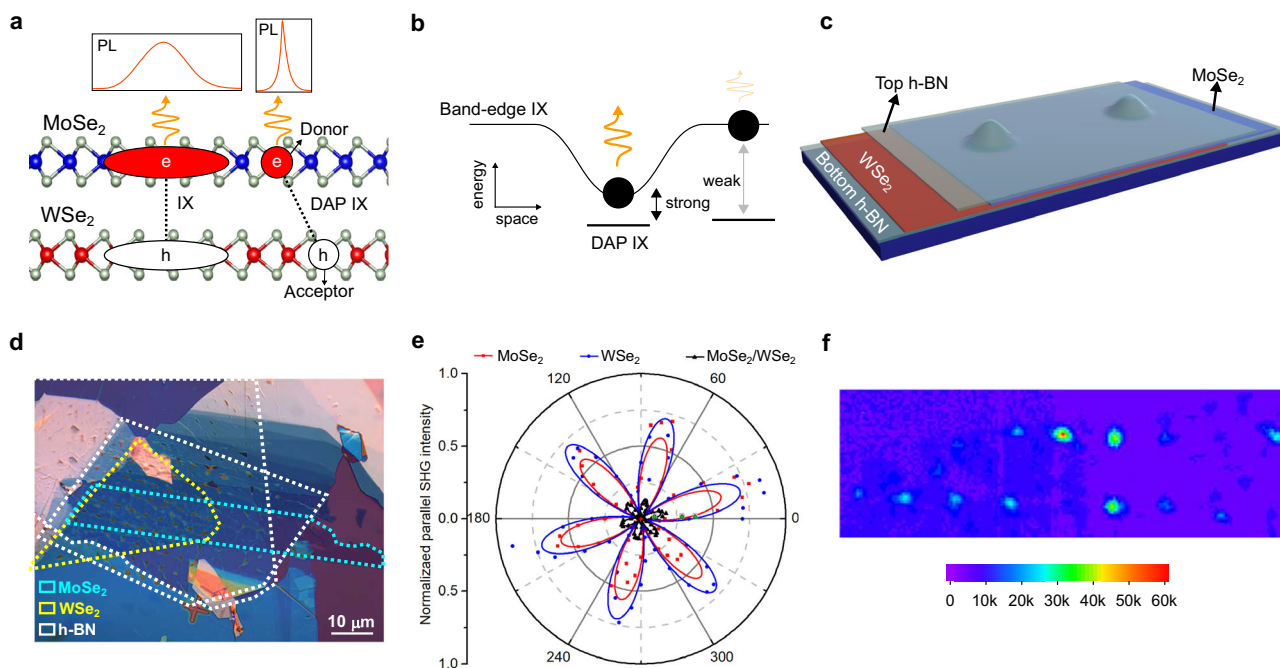 a
PL
PL
MoSe₂
Donor
e
e
IX
DAP IX
WSe₂
h
h
Acceptor
b
Band-edge IX
energy
space
strong
weak
DAP IX
c
Top h-BN
MoSe₂
WSe₂
Bottom h-BN
d
MoSe₂
WSe₂
h-BN
10 μm
e
MoSe₂
WSe₂
MoSe₂/WSe₂
Normalized parallel SHG intensity
1.0
0.5
0.0
0.5
1.0
120
60
180
0
240
300
f
0 10k 20k 30k 40k 50k 60k